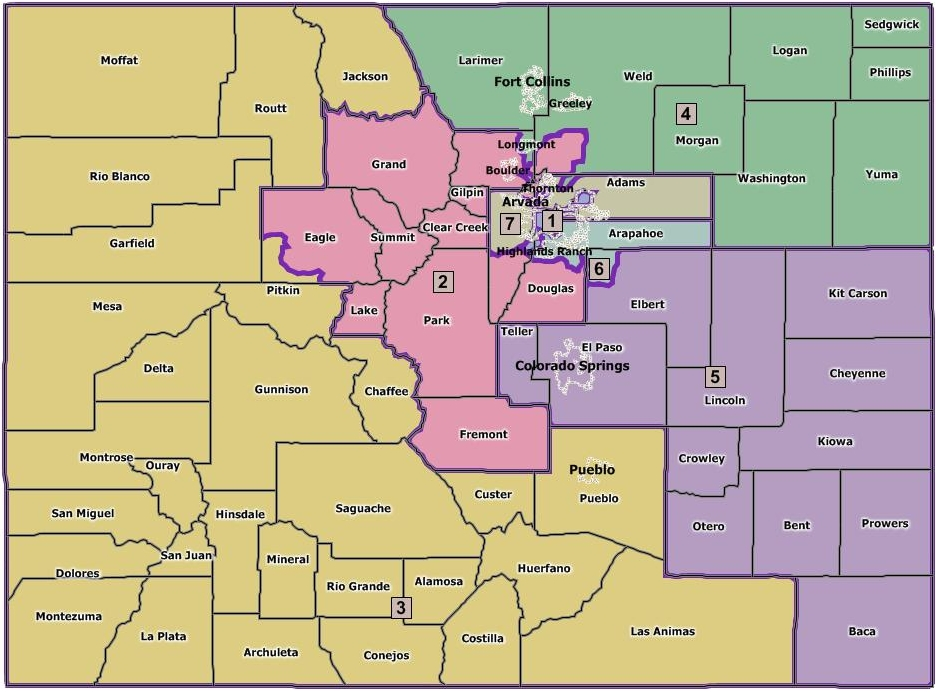 Sedgwick
Logan
Moffat
Larimer
Phillips
Jackson
Weld
Fort Collins
Greeley
Routt
4
Morgan
Longmont
Grand
Boulder
Rio Blanco
Yuma
Washington
Adams
Thornton
Gilpin
Arvada
7
1
Clear Creek
Arapahoe
Eagle
Summit
Garfield
Highlands Ranch
6
2
Douglas
Pitkin
Kit Carson
Elbert
Mesa
Lake
Park
Teller
El Paso
Colorado Springs
Delta
Cheyenne
5
Gunnison
Chaffee
Lincoln
Fremont
Kiowa
Montrose
Ouray
Crowley
Pueblo
Custer
Pueblo
Saguache
San Miguel
Hinsdale
Otero
Bent
Prowers
San Juan
Mineral
Huerfano
Dolores
Rio Grande
Alamosa
3
Montezuma
La Plata
Costilla
Las Animas
Baca
Archuleta
Conejos